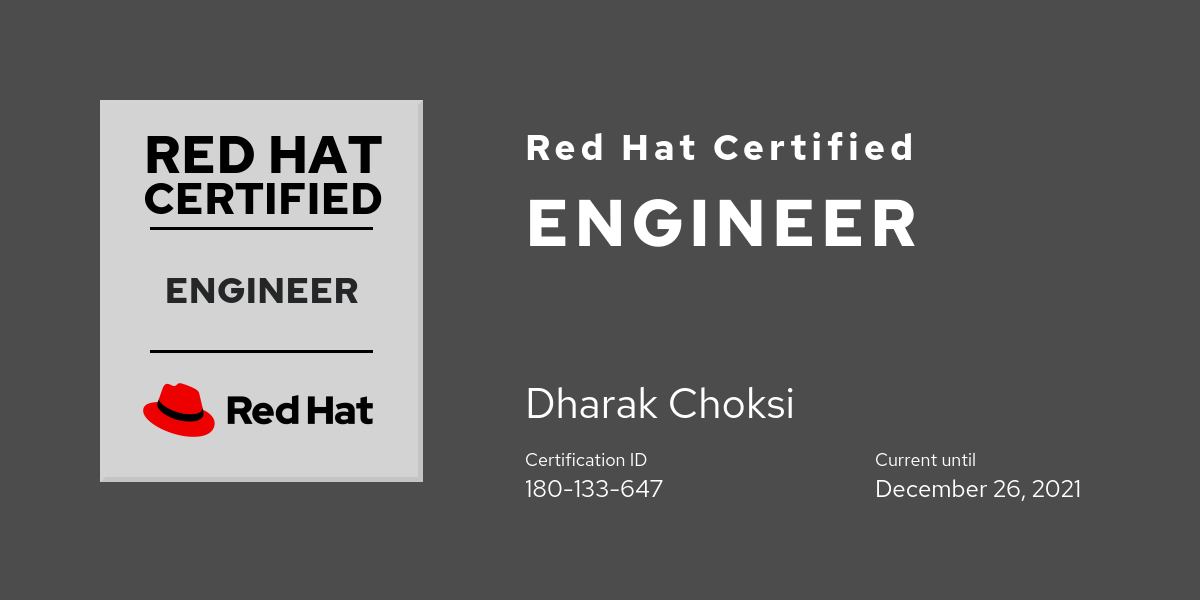 RED HAT
CERTIFIED
ENGINEER
Red Hat
Red Hat Certified
ENGINEER
Dharak Choksi
Certification ID
180-133-647
Current until
December 26, 2021